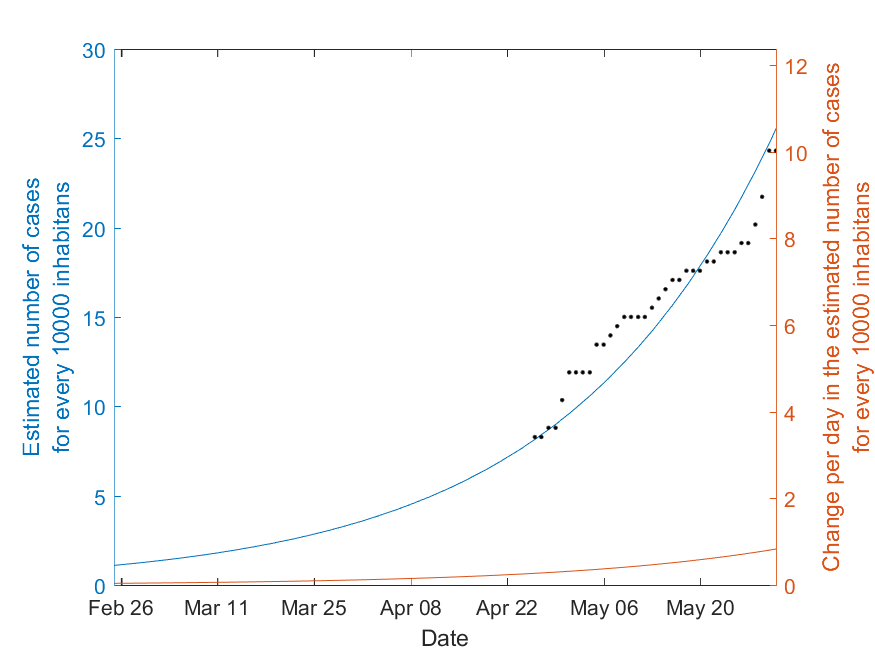 Estimated number of cases
for every 10000 inhabitans
30
25
20
15
10
5
0
12
10
8
6
4
2
0
Change per day in the estimated number of cases
for every 10000 inhabitans
Feb 26 Mar 11 Mar 25 Apr 08 Apr 22 May 06 May 20
Date